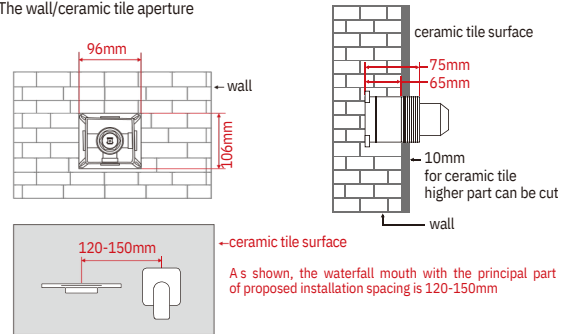 The wall/ceramic tile aperture
96mm
wall
106mm
ceramic tile surface
75mm
65mm
10mm
for ceramic tile
higher part can be cut
wall
120-150mm
ceramic tile surface
As shown, the waterfall mouth with the principal part
of proposed installation spacing is 120-150mm